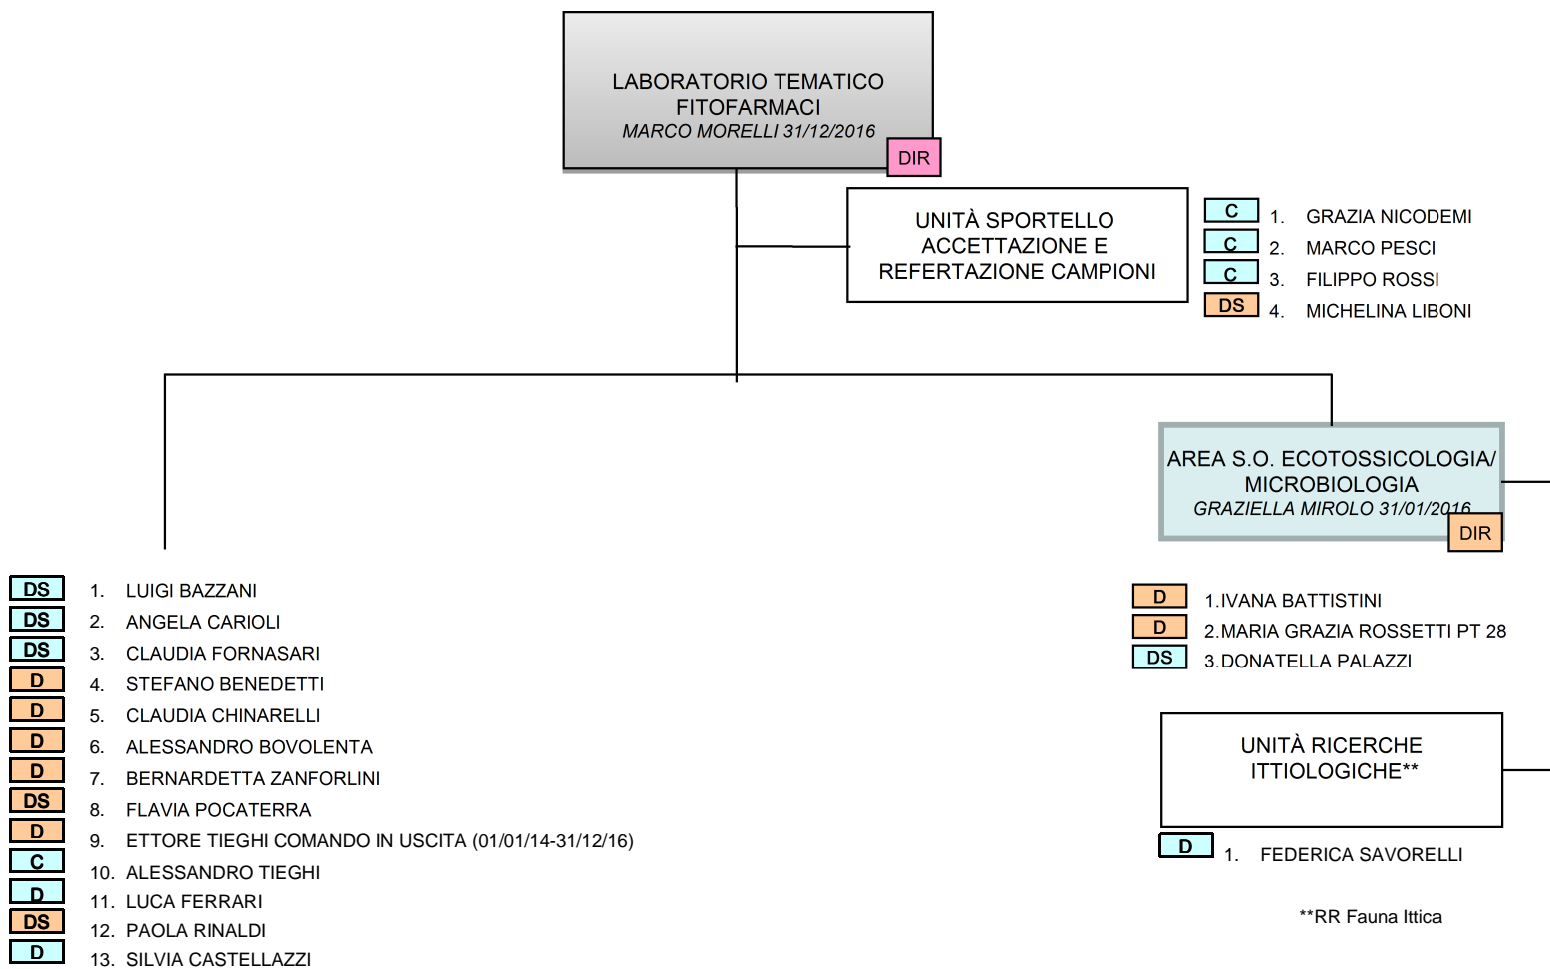 LABORATORIO TEMATICO
FITOFARMACI
MARCO MORELLI 31/12/2016
DIR
UNITÀ SPORTELLO
ACCETTAZIONE E
REFERTAZIONE CAMPIONI
C 1. GRAZIA NICODEMI
C 2. MARCO PESCI
C 3. FILIPPO ROSSI
DS 4. MICHELINA LIBONI
AREA S.O. ECOTOSSICOLOGIA/
MICROBIOLOGIA
GRAZIELLA MIROLO 31/01/2016
DIR
DS 1. LUIGI BAZZANI
DS 2. ANGELA CARIOLI
DS 3. CLAUDIA FORNASARI
D 4. STEFANO BENEDETTI
D 5. CLAUDIA CHINARELLI
D 6. ALESSANDRO BOVOLENTA
D 7. BERNARDETTA ZANFORLINI
DS 8. FLAVIA POCATERRA
D 9. ETTORE TIEGHI COMANDO IN USCITA (01/01/14-31/12/16)
C 10. ALESSANDRO TIEGHI
D 11. LUCA FERRARI
DS 12. PAOLA RINALDI
D 13. SILVIA CASTELLAZZI
D 1.IVANA BATTISTINI
D 2.MARIA GRAZIA ROSSETTI PT 28
DS 3.DONATELLA PALAZZI
UNITÀ RICERCHE
ITTIOLOGICHE**
D 1. FEDERICA SAVORELLI
**RR Fauna Ittica